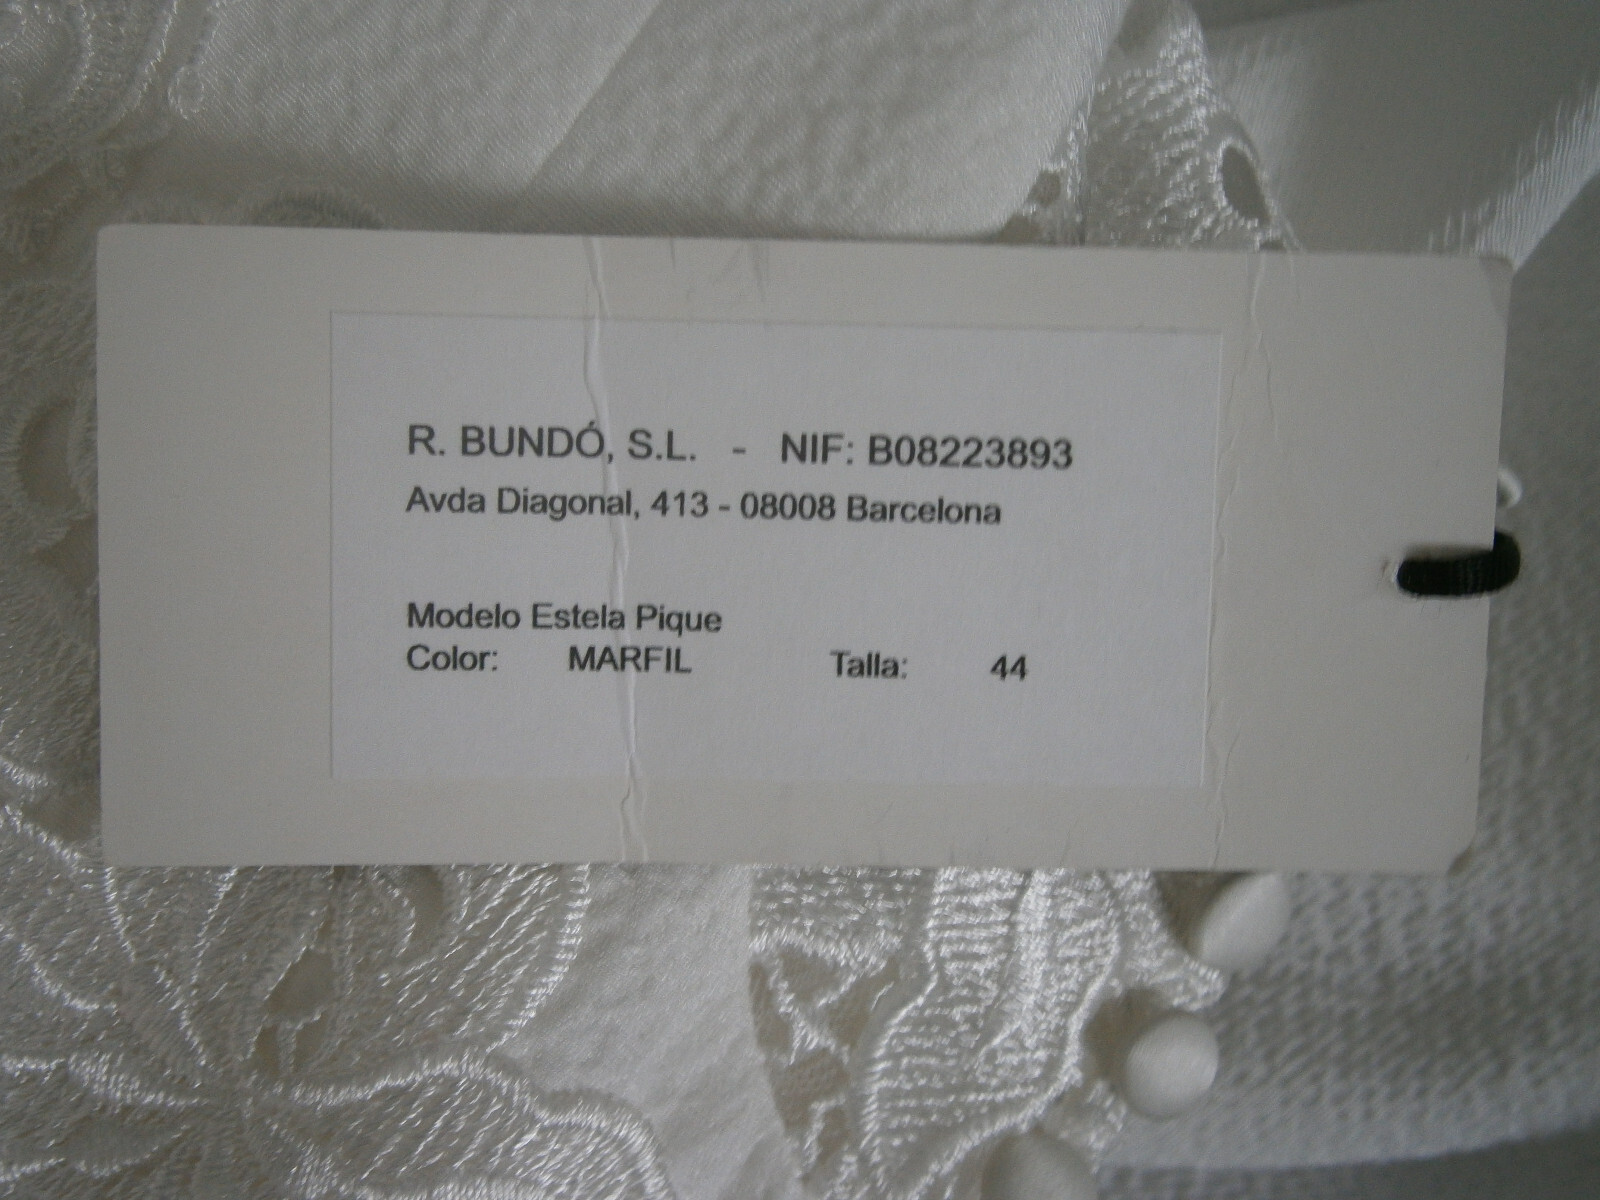 R. BUNDÓ, S.L. - NIF: B08223893
Avda Diagonal, 413 - 08008 Barcelona
Modelo Estela Pique
Color: MARFIL Talla: 44